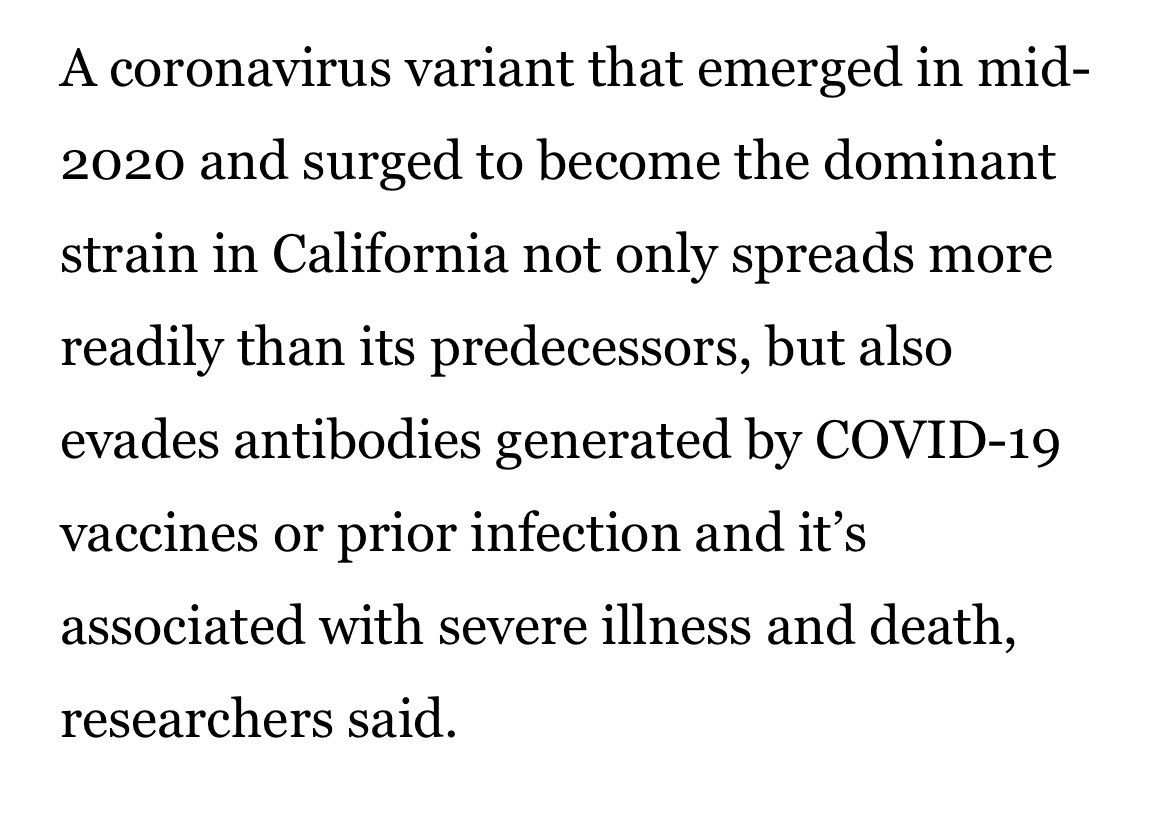 A coronavirus variant that emerged in mid-
2020 and surged to become the dominant
strain in California not only spreads more
readily than its predecessors, but also
evades antibodies generated by COVID-19
vaccines or prior infection and it’s
associated with severe illness and death,
researchers said.